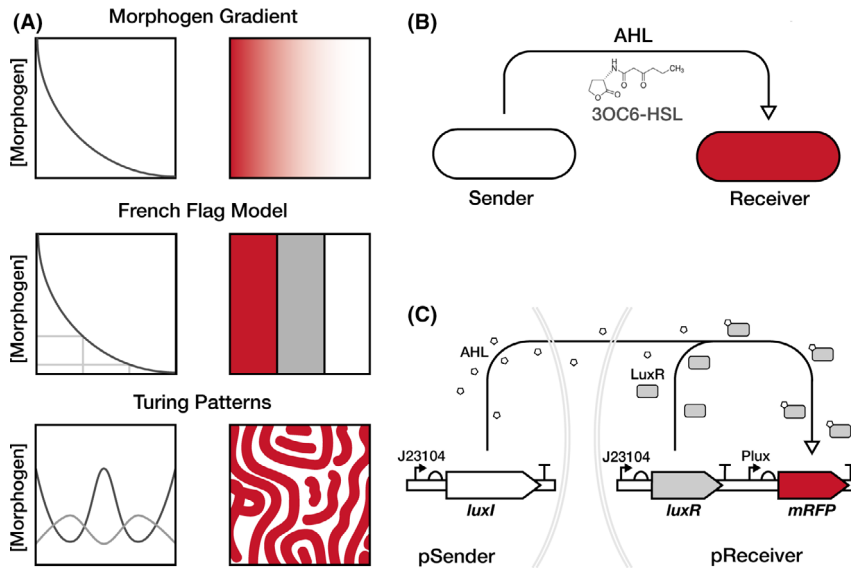 (A)
Morphogen Gradient
[Morphogen]
French Flag Model
[Morphogen]
Turing Patterns
[Morphogen]
(B)
AHL
H
N
O
O
O
O
CH₃
3OC6-HSL
Sender
Receiver
(C)
AHL
LuxR
J23104
luxI
pSender
J23104
luxR
Plux
mRFP
pReceiver